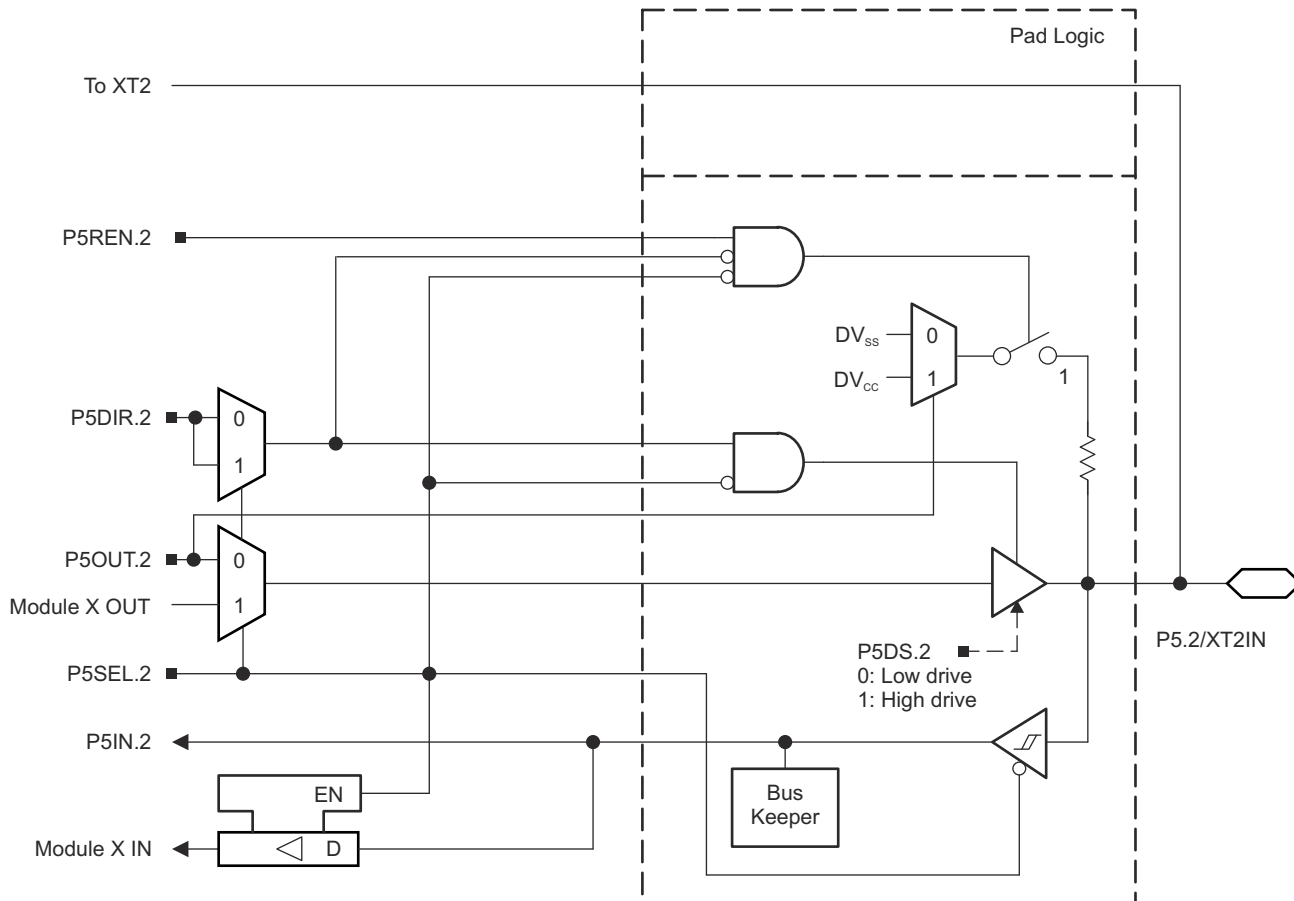 Pad Logic
To XT2
P5REN.2
DVSS
0
DVCC
1
1
P5DIR.2
0
1
P5OUT.2
0
Module X OUT
1
P5SEL.2
P5DS.2
0: Low drive
1: High drive
P5.2/XT2IN
P5IN.2
EN
Bus
Keeper
Module X IN
D